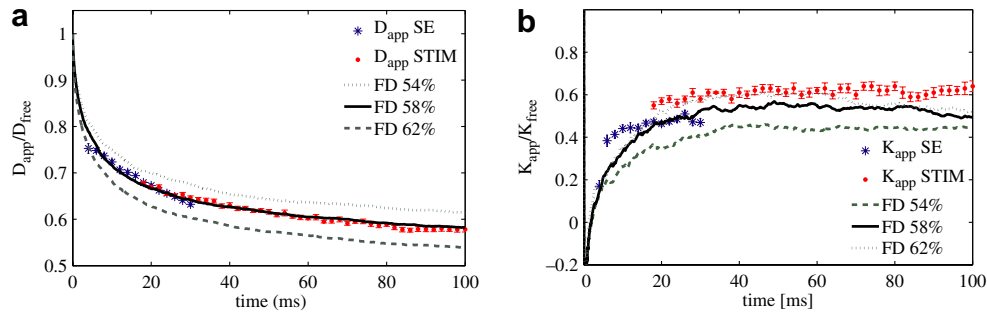 a
D_app/D_free
1
0.9
0.8
0.7
0.6
0.5
0
20
40
60
80
100
time (ms)
D_app SE
D_app STIM
FD 54%
FD 58%
FD 62%
b
K_app/K_free
0.8
0.6
0.4
0.2
0
−0.2
0
20
40
60
80
100
time [ms]
K_app SE
K_app STIM
FD 54%
FD 58%
FD 62%